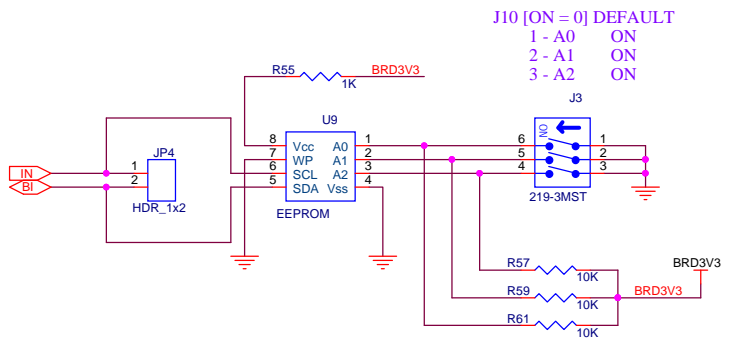 J10 [ON = 0] DEFAULT
1 - A0 ON
2 - A1 ON
3 - A2 ON
R55 BRD3V3
1K
J3
U9
ON
8 Vcc A0 1 6 1
7 WP A1 2 5 2
6 SCL A2 3 4 3
5 SDA Vss 4
JP4
IN 1
BI 2
HDR_1x2
EEPROM
219-3MST
R57
10K
BRD3V3
R59 BRD3V3
10K
R61
10K